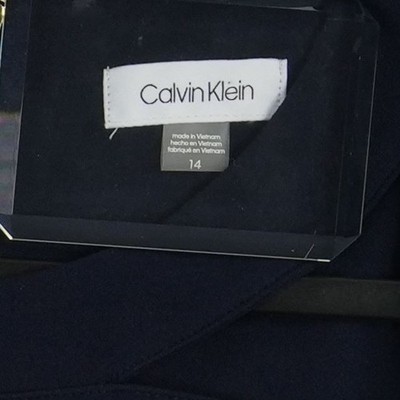 Calvin Klein
made in Vietnam
hecho en Vietnam
fabriqué en Vietnam
14